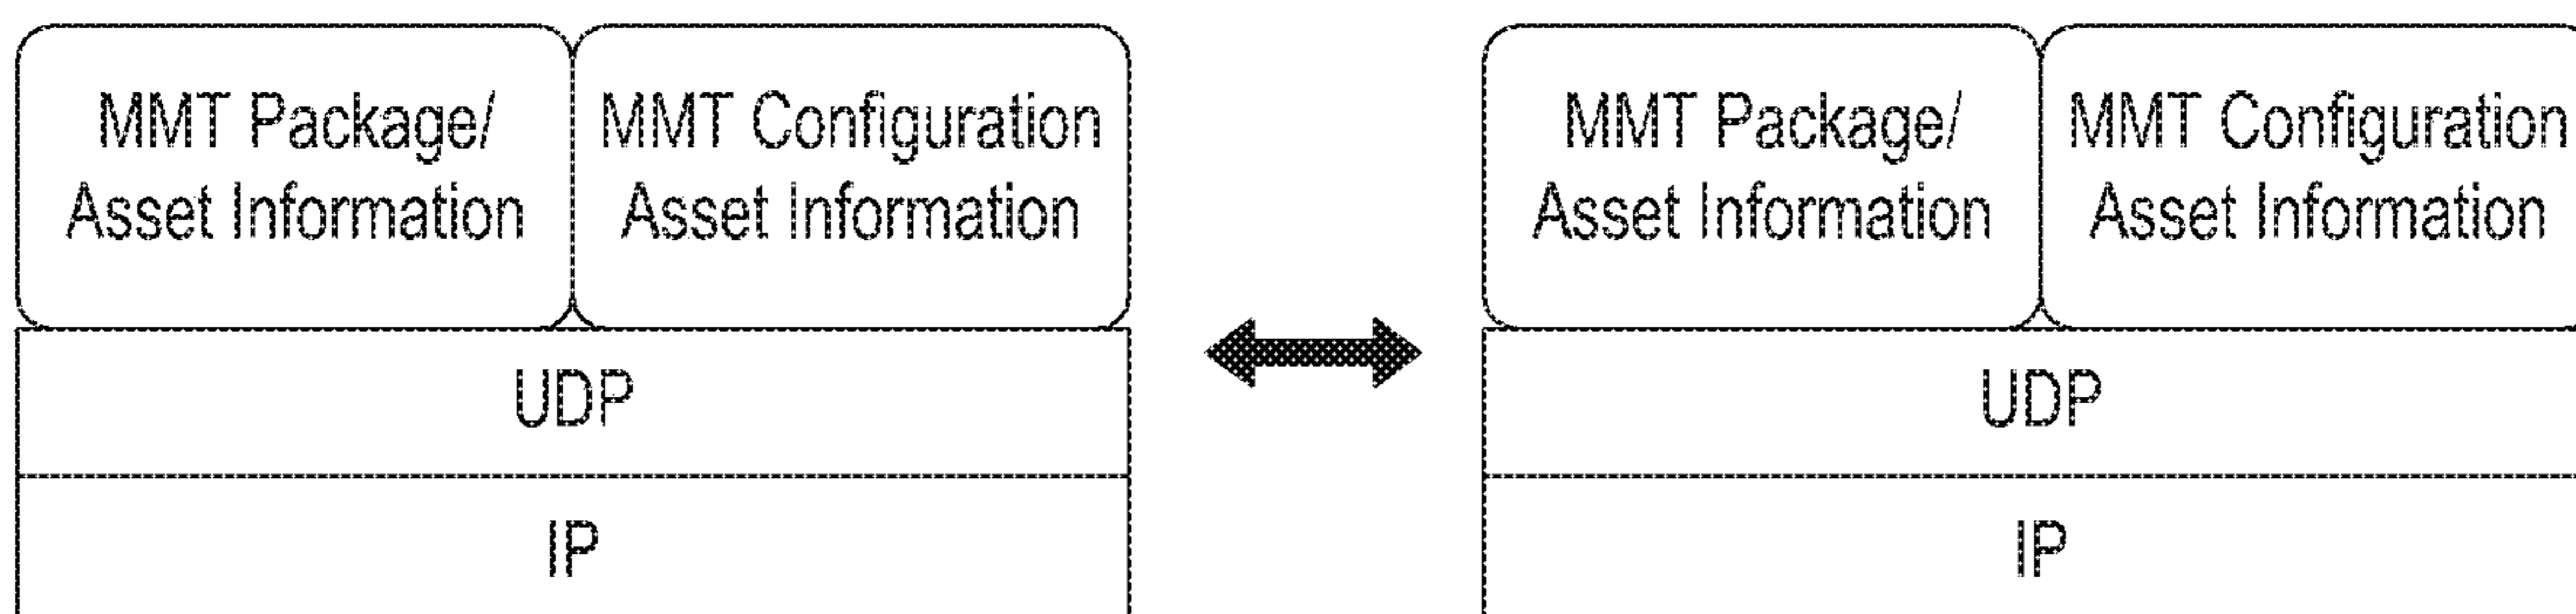 MMT Package/
Asset Information
MMT Configuration
Asset Information
UDP
IP
MMT Package/
Asset Information
MMT Configuration
Asset Information
UDP
IP